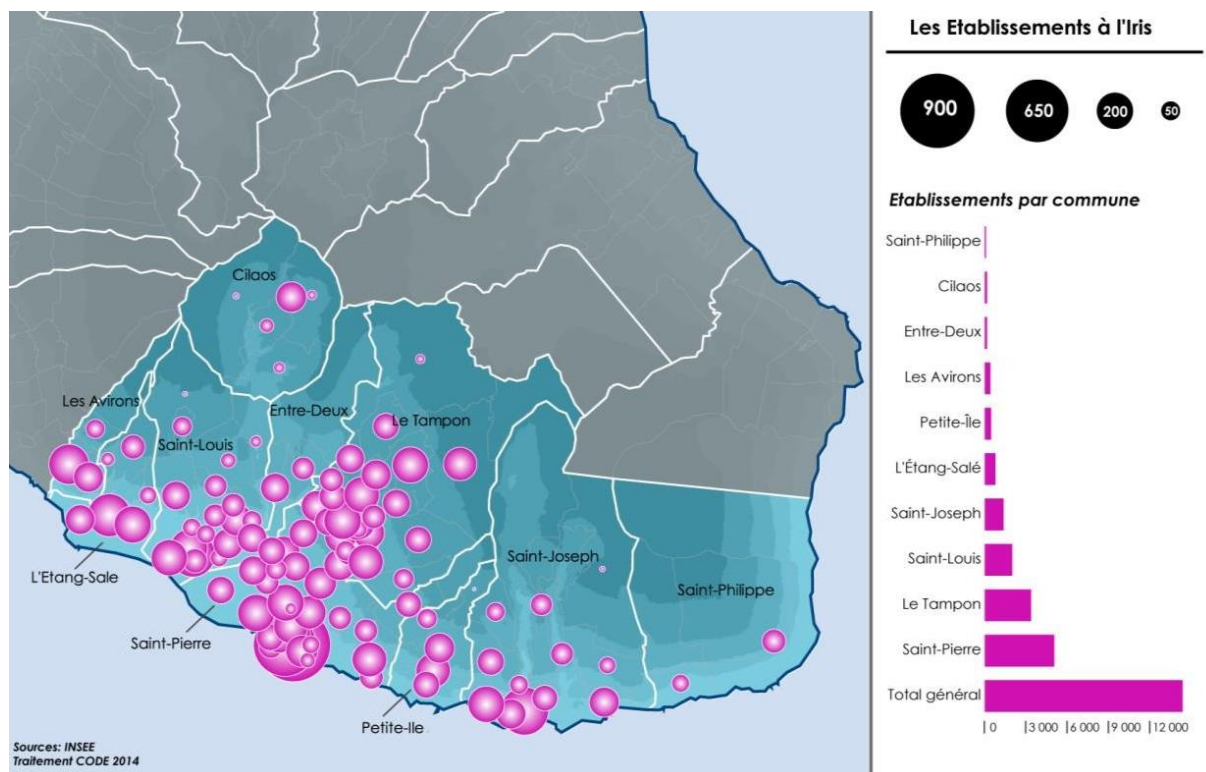 Les Etablissements à l'Iris
900 650 200 50
Etablissements par commune
Saint-Philippe
Cilaos
Entre-Deux
Les Avirons
Petite-Île
L'Étang-Salé
Saint-Joseph
Saint-Louis
Le Tampon
Saint-Pierre
Total général
0 3 000 6 000 9 000 12 000
Cilaos
Les Avirons
Entre-Deux
Le Tampon
Saint-Louis
L'Etang-Sale
Saint-Joseph
Saint-Philippe
Saint-Pierre
Petite-Ile
Sources: INSEE
Traitement CODE 2014